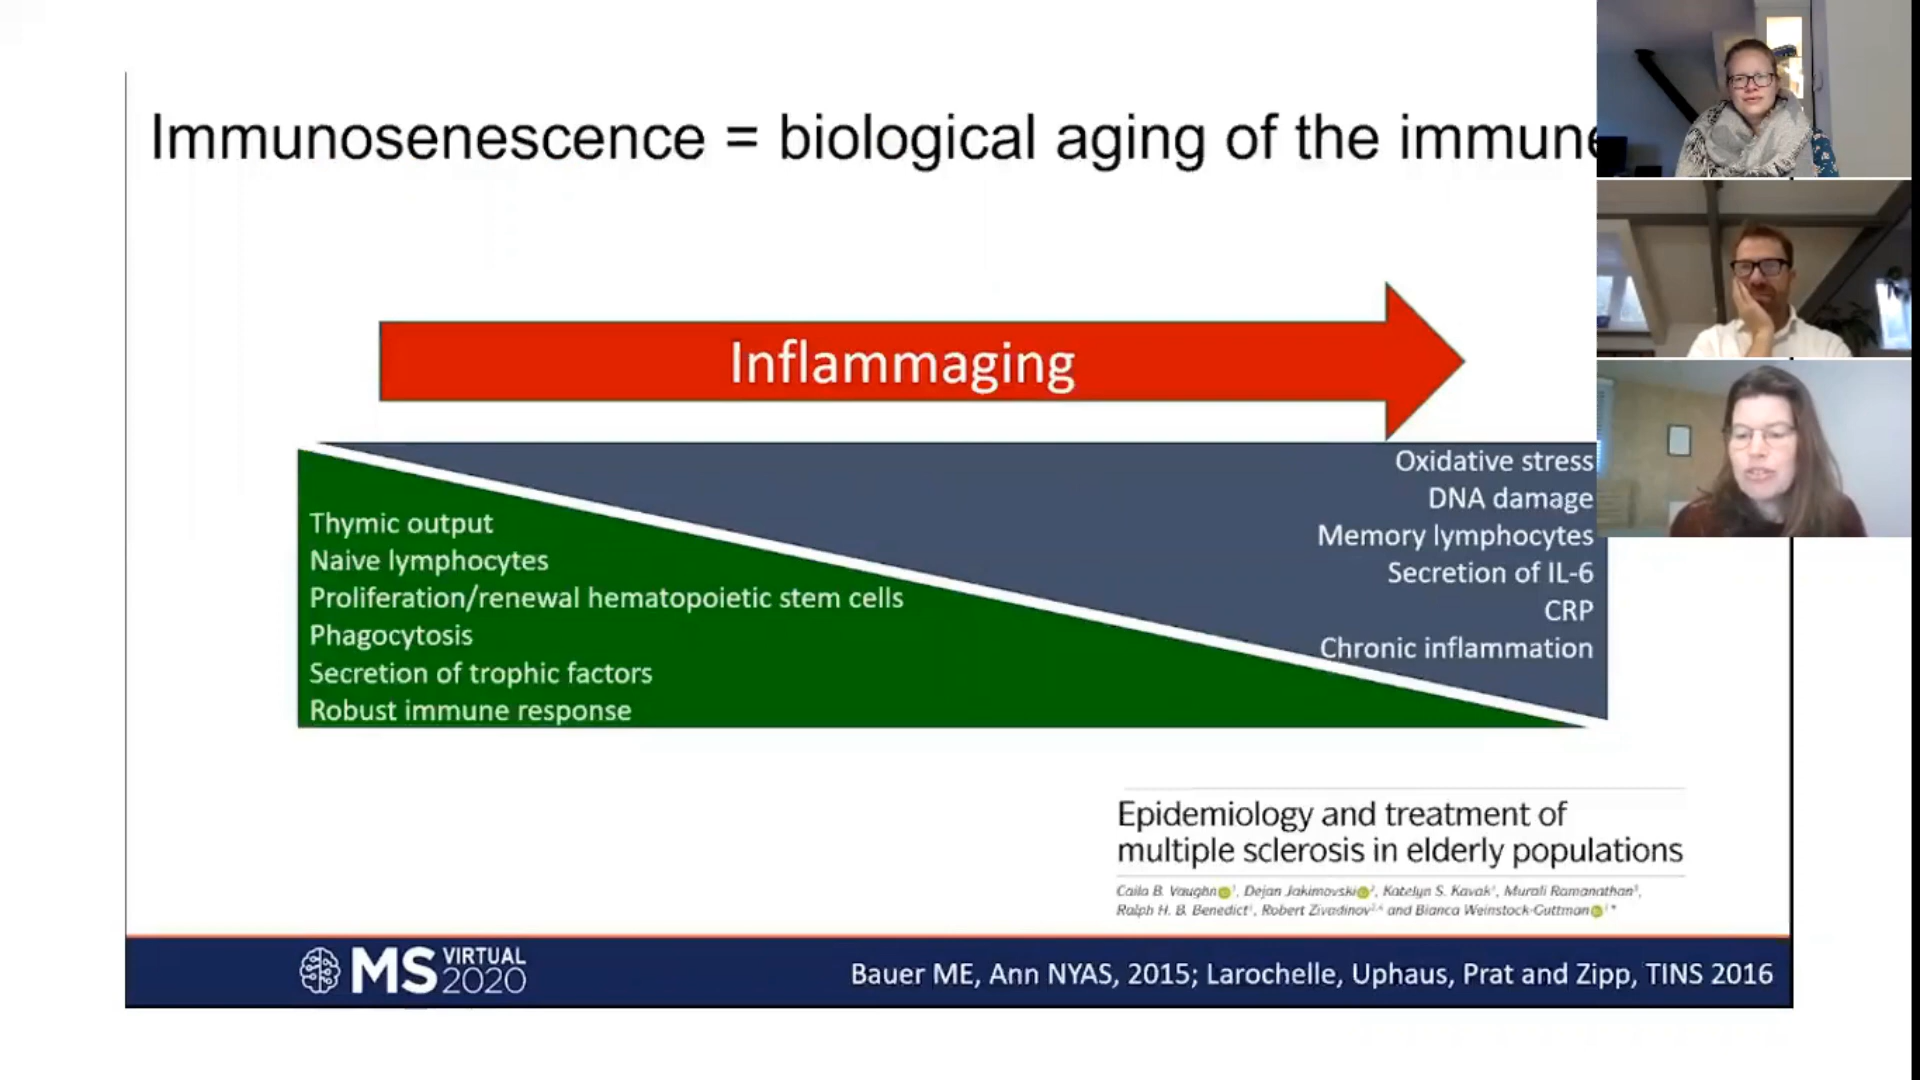 Immunosenescence = biological aging of the immune
Inflammaging
Oxidative stress
DNA damage
Memory lymphocytes
Secretion of IL-6
CRP
Chronic inflammation
Thymic output
Naive lymphocytes
Proliferation/renewal hematopoietic stem cells
Phagocytosis
Secretion of trophic factors
Robust immune response
Epidemiology and treatment of
multiple sclerosis in elderly populations
Caila B. Vaughn, Dejan Jakimovski, Katelyn S. Kavak, Murali Ramanathan,
Ralph H. B. Benedict, Robert Zivadinov and Bianca Weinstock-Guttman *
MS VIRTUAL
2020
Bauer ME, Ann NYAS, 2015; Larochelle, Uphaus, Prat and Zipp, TINS 2016